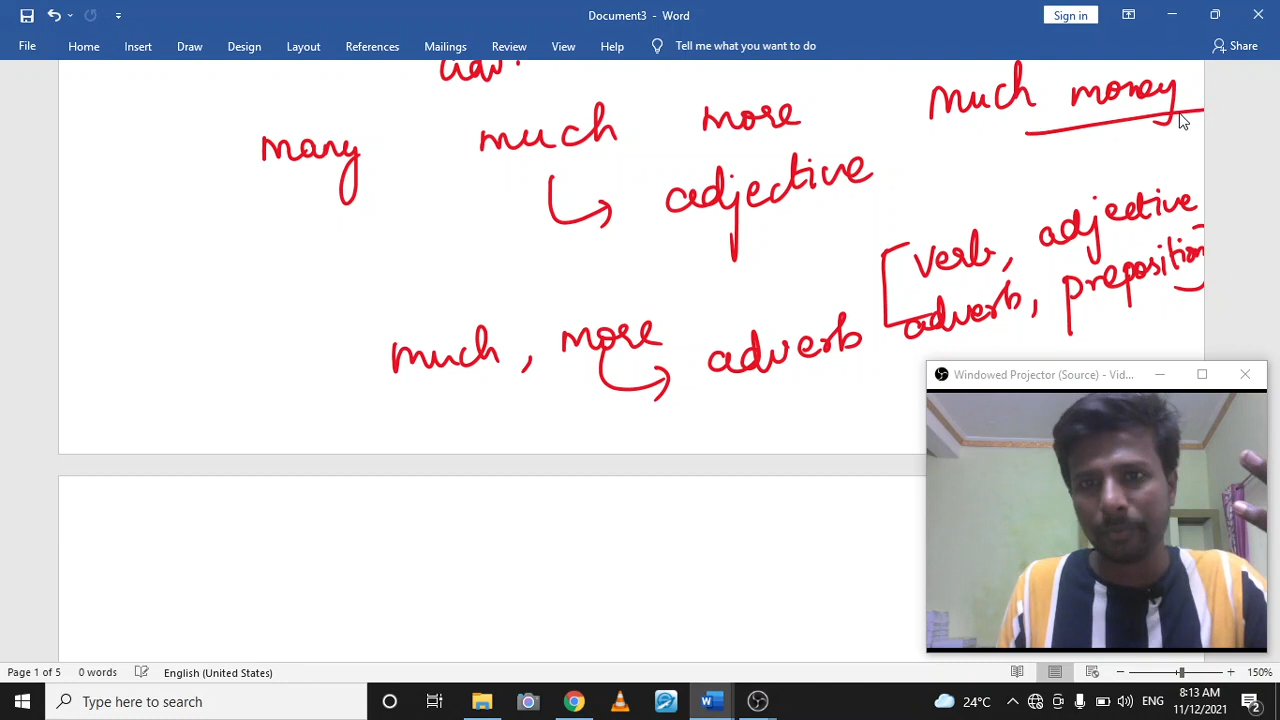 Document3 - Word
Sign in
File Home Insert Draw Design Layout References Mailings Review View Help Tell me what you want to do Share
adv.
many much more much money
adjective
verb, adjective
adverb, preposition
much, more adverb
Windowed Projector (Source) - Vid...
Page 1 of 5 0 words English (United States) 150%
Type here to search 24°C ENG 8:13 AM
11/12/2021
2